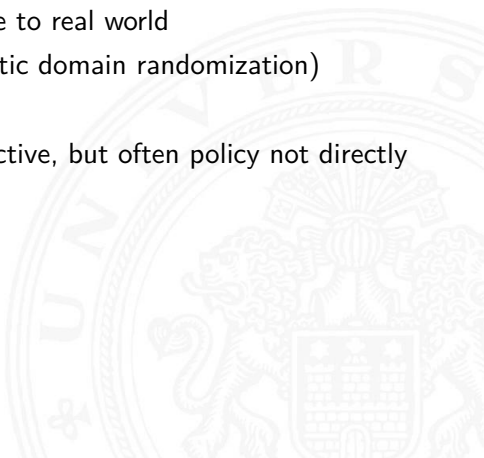 e to real world
tic domain randomization)
ctive, but often policy not directly
U N I V E R S